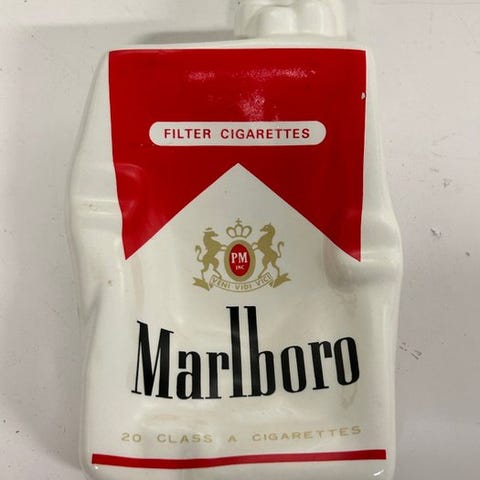 FILTER CIGARETTES
PM
INC
VENI VIDI VICI
Marlboro
20 CLASS A CIGARETTES